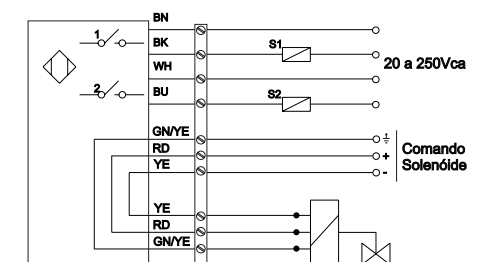 BN
1
BK
S1
WH
20 a 250Vca
2
BU
S2
GN/YE
RD
+
Comando
YE
-
Solenóide
YE
RD
GN/YE